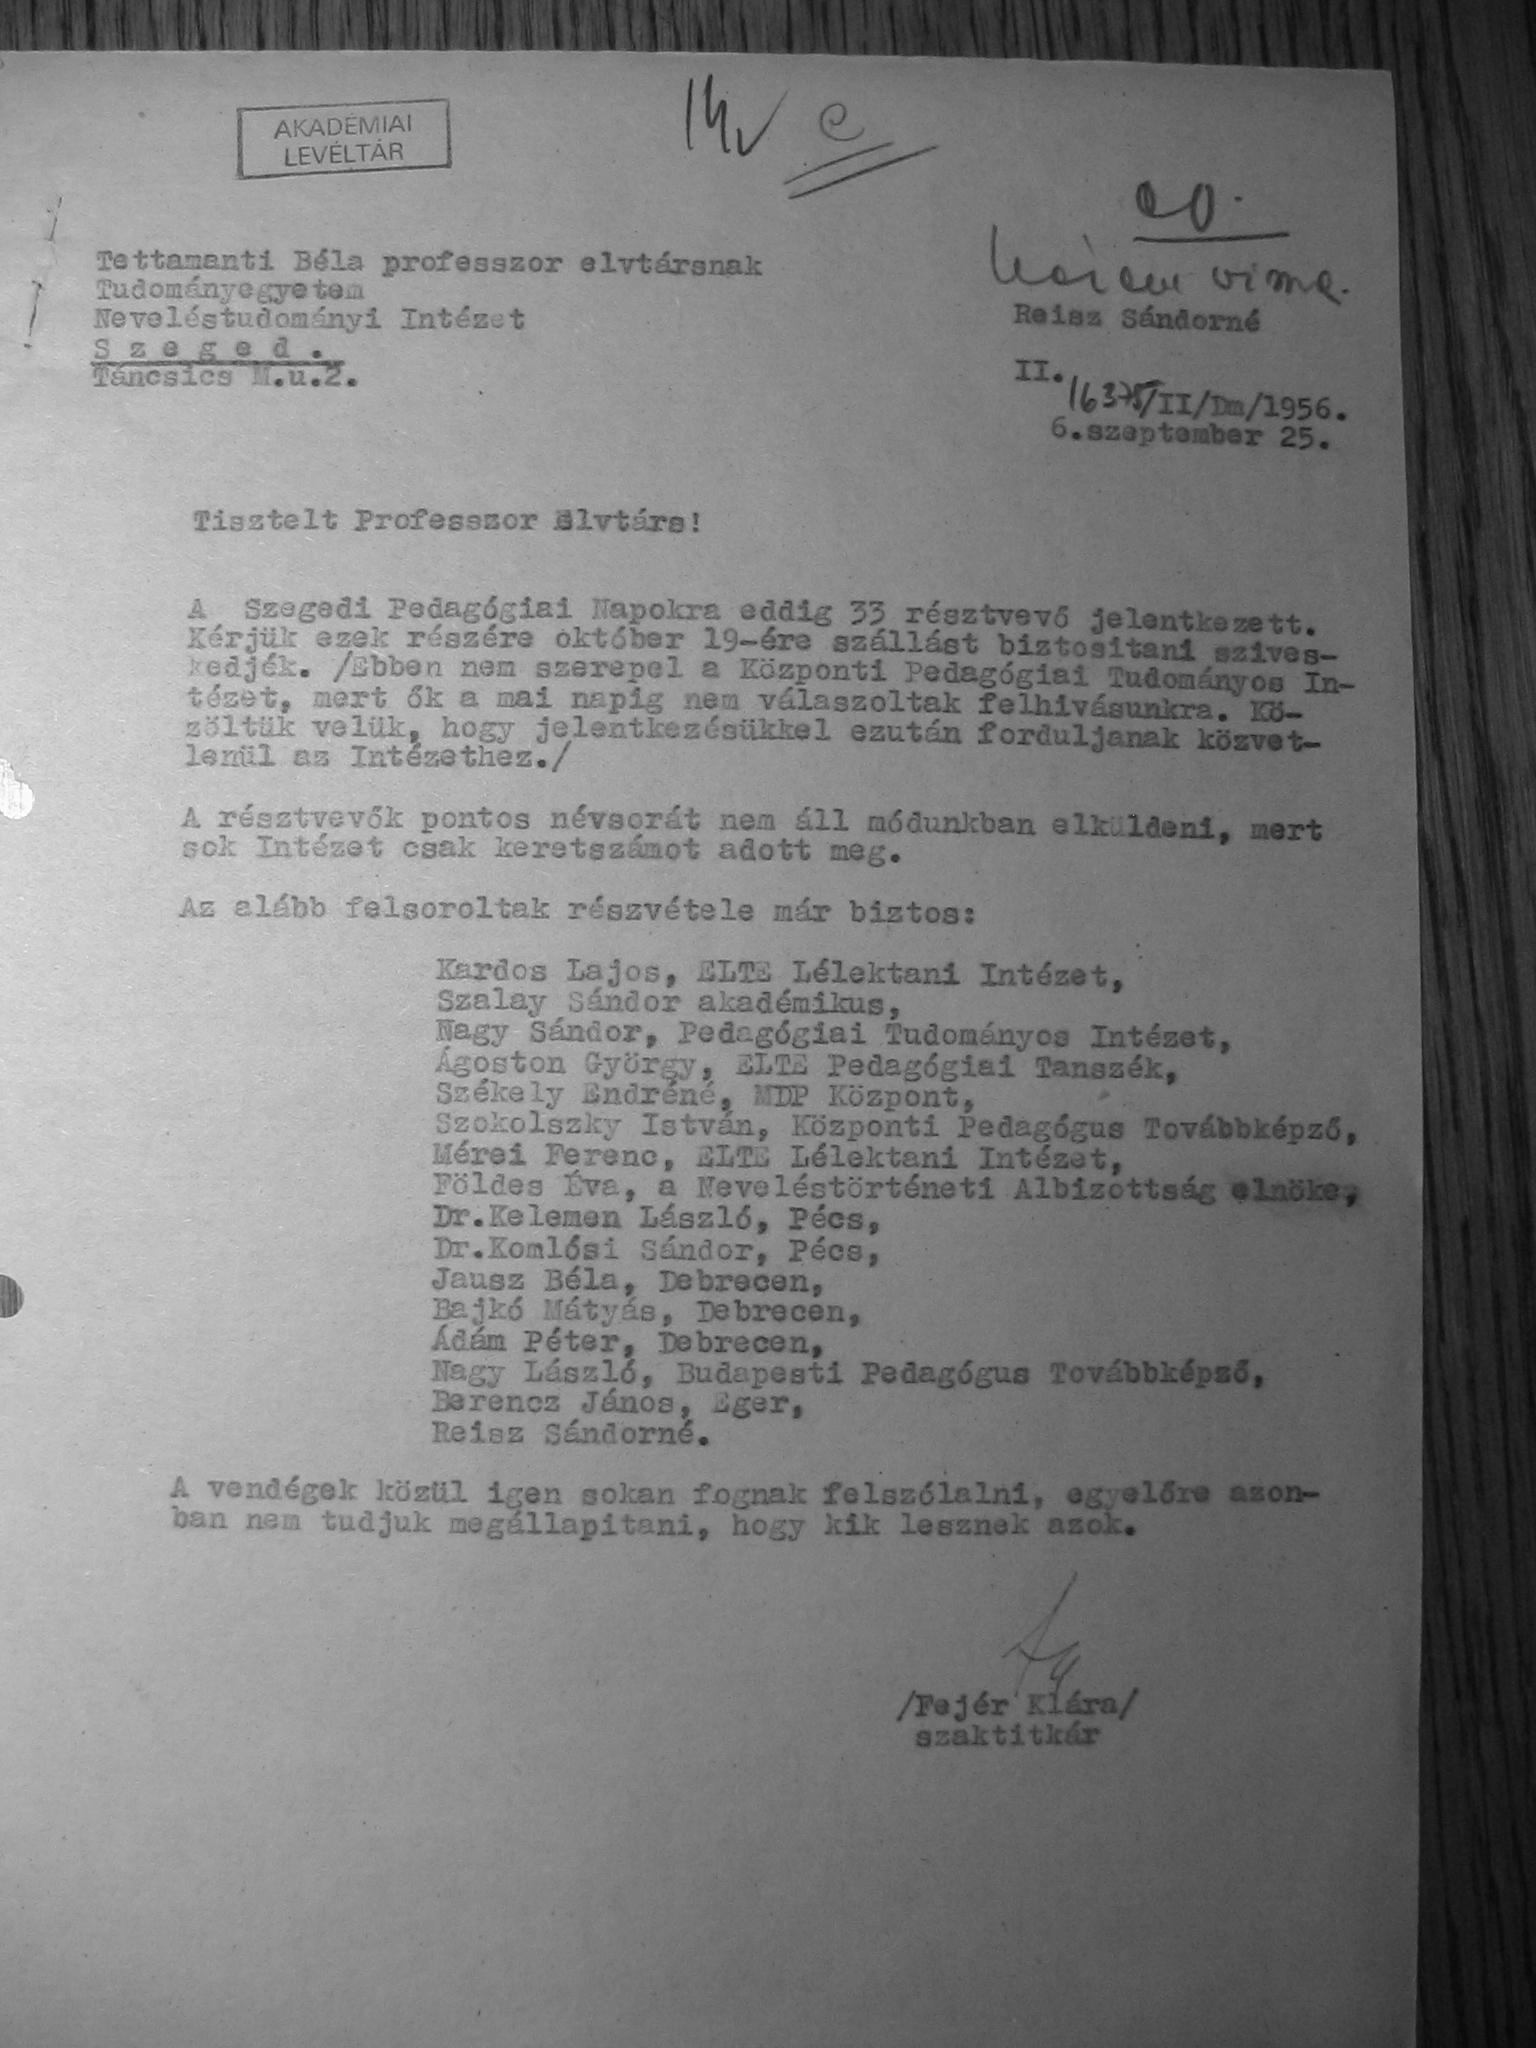 AKADÉMIAI
LEVÉLTÁR
Tettamanti Béla professzor elvtársnak
Tudományegyetem
Neveléstudományi Intézet
S z e g e d .
Táncsics M.u.2.
Reisz Sándorné
II.
16375/II/Dm/1956.
6.szeptember 25.
Tisztelt Professzor Elvtárs!
A Szegedi Pedagógiai Napokra eddig 33 résztvevő jelentkezett.
Kérjük ezek részére október 19-ére szállást biztositani szives-
kedjék. /Ebben nem szerepel a Központi Pedagógiai Tudományos In-
tézet, mert ők a mai napig nem válaszoltak felhivásunkra. Kö-
zöltük velük, hogy jelentkezésükkel ezután forduljanak közvet-
lenül az Intézethez./
A résztvevők pontos névsorát nem áll módunkban elküldeni, mert
sok Intézet csak keretszámot adott meg.
Az alább felsoroltak részvétele már biztos:
Kardos Lajos, ELTE Lélektani Intézet,
Szalay Sándor akadémikus,
Nagy Sándor, Pedagógiai Tudományos Intézet,
Ágoston György, ELTE Pedagógiai Tanszék,
Székely Endréné, MDP Központ,
Szokolszky István, Központi Pedagógus Továbbképző,
Mérei Ferenc, ELTE Lélektani Intézet,
Földes Éva, a Neveléstörténeti Albizottság elnöke,
Dr.Kelemen László, Pécs,
Dr.Komlósi Sándor, Pécs,
Jausz Béla, Debrecen,
Bajkó Mátyás, Debrecen,
Ádám Péter, Debrecen,
Nagy László, Budapesti Pedagógus Továbbképző,
Berencz János, Eger,
Reisz Sándorné.
A vendégek közül igen sokan fognak felszólalni, egyelőre azon-
ban nem tudjuk megállapitani, hogy kik lesznek azok.
/Fejér Klára/
szaktitkár